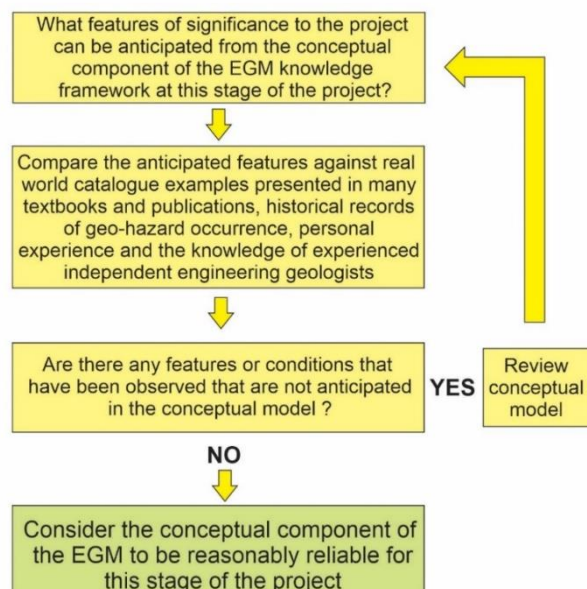 What features of significance to the project
can be anticipated from the conceptual
component of the EGM knowledge
framework at this stage of the project?
Compare the anticipated features against real
world catalogue examples presented in many
textbooks and publications, historical records
of geo-hazard occurrence, personal
experience and the knowledge of experienced
independent engineering geologists
Are there any features or conditions that
have been observed that are not anticipated
in the conceptual model ?
YES
Review
conceptual
model
NO
Consider the conceptual component of
the EGM to be reasonably reliable for
this stage of the project